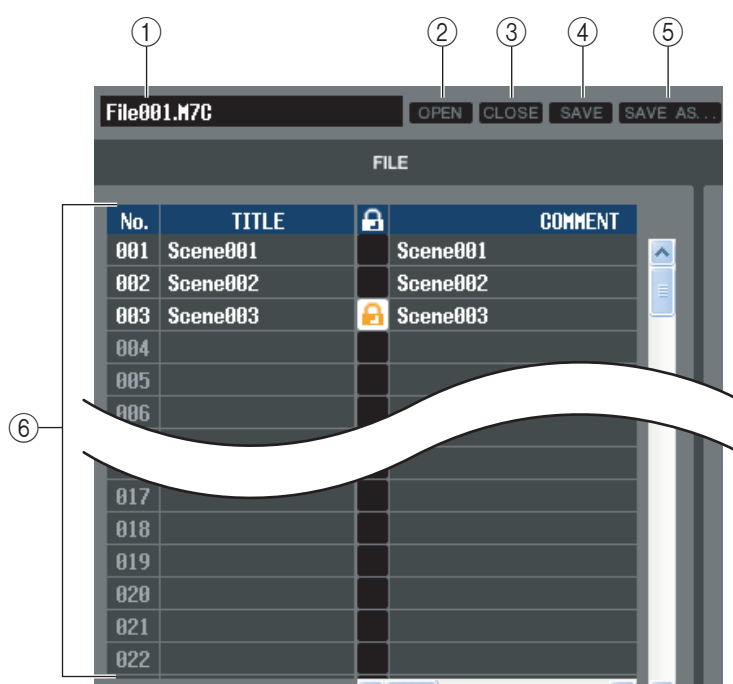 ① ② ③ ④ ⑤
File001.M7C OPEN CLOSE SAVE SAVE AS...
FILE
No. TITLE COMMENT
001 Scene001 Scene001
002 Scene002 Scene002
003 Scene003 Scene003
004
005
006
⑥
017
018
019
020
021
022